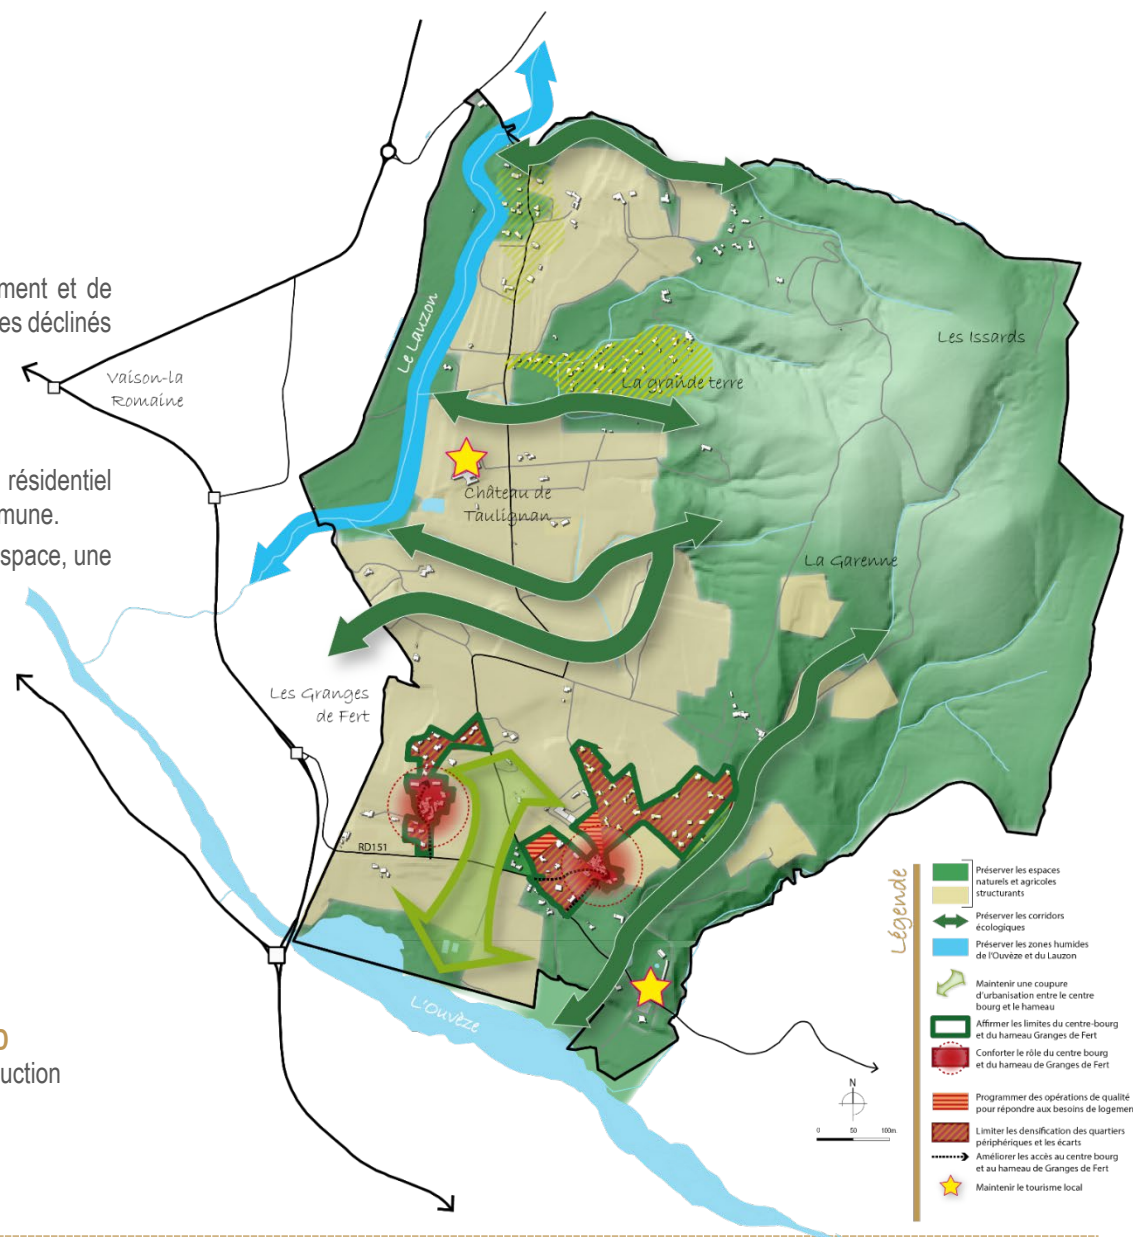 ment et de
es déclinés
résidentiel
mune.
space, une
uction
Vaison-la
Romaine
Le Lauzon
Les Issards
La grande terre
Château de
Taulignan
La Garenne
Les Granges
de Fert
RD151
L'Ouvèze
N
0 50 100m.
Légende
Préserver les espaces
naturels et agricoles
structurants
Préserver les corridors
écologiques
Préserver les zones humides
de l'Ouvèze et du Lauzon
Maintenir une coupure
d'urbanisation entre le centre
bourg et le hameau
Affirmer les limites du centre-bourg
et du hameau Granges de Fert
Conforter le rôle du centre bourg
et du hameau de Granges de Fert
Programmer des opérations de qualité
pour répondre aux besoins de logemen
Limiter les densification des quartiers
périphériques et les écarts
Améliorer les accès au centre bourg
et au hameau de Granges de Fert
Maintenir le tourisme local